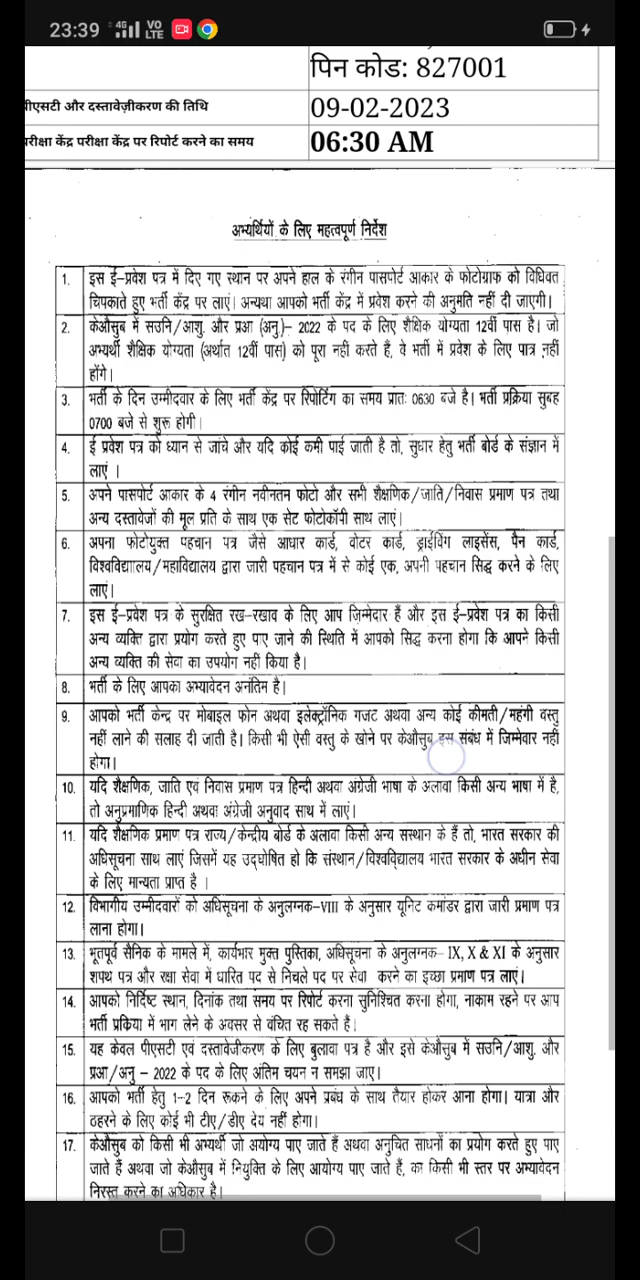 23:39 4G VO LTE
पिन कोड: 827001
पीएसटी और दस्तावेज़ीकरण की तिथि 09-02-2023
परीक्षा केंद्र परीक्षा केंद्र पर रिपोर्ट करने का समय 06:30 AM
अभ्यर्थियों के लिए महत्वपूर्ण निर्देश
1. इस ई–प्रवेश पत्र में दिए गए स्थान पर अपने हाल के रंगीन पासपोर्ट आकार के फोटोग्राफ को विधिवत
चिपकाते हुए भर्ती केंद्र पर लाएं। अन्यथा आपको भर्ती केंद्र में प्रवेश करने की अनुमति नहीं दी जाएगी।
2. केऔसुब में सउनि/आशु. और प्रआ (अनु)– 2022 के पद के लिए शैक्षिक योग्यता 12वीं पास है। जो
अभ्यर्थी शैक्षिक योग्यता (अर्थात 12वीं पास) को पूरा नहीं करते हैं, वे भर्ती में प्रवेश के लिए पात्र नहीं
होंगे।
3. भर्ती के दिन उम्मीदवार के लिए भर्ती केंद्र पर रिपोर्टिंग का समय प्रातः 0630 बजे है। भर्ती प्रक्रिया सुबह
0700 बजे से शुरू होगी।
4. ई प्रवेश पत्र को ध्यान से जांचे और यदि कोई कमी पाई जाती है तो, सुधार हेतु भर्ती बोर्ड के संज्ञान में
लाएं ।
5. अपने पासपोर्ट आकार के 4 रंगीन नवीनतम फोटो और सभी शैक्षणिक/जाति/निवास प्रमाण पत्र तथा
अन्य दस्तावेजों की मूल प्रति के साथ एक सेट फोटोकॉपी साथ लाएं।
6. अपना फोटोयुक्त पहचान पत्र जैसे आधार कार्ड, वोटर कार्ड, ड्राईविंग लाइसेंस, पैन कार्ड,
विश्वविद्यालय/महाविद्यालय द्वारा जारी पहचान पत्र में से कोई एक, अपनी पहचान सिद्ध करने के लिए
लाएं।
7. इस ई–प्रवेश पत्र के सुरक्षित रख–रखाव के लिए आप ज़िम्मेदार हैं और इस ई–प्रवेश पत्र का किसी
अन्य व्यक्ति द्वारा प्रयोग करते हुए पाए जाने की स्थिति में आपको सिद्ध करना होगा कि आपने किसी
अन्य व्यक्ति की सेवा का उपयोग नहीं किया है।
8. भर्ती के लिए आपका अभ्यावेदन अनंतिम है।
9. आपको भर्ती केन्द्र पर मोबाइल फोन अथवा इलेक्ट्रॉनिक गजट अथवा अन्य कोई कीमती/महंगी वस्तु
नहीं लाने की सलाह दी जाती है। किसी भी ऐसी वस्तु के खोने पर केऔसुब इस संबंध में जिम्मेवार नहीं
होगा।
10. यदि शैक्षणिक, जाति एवं निवास प्रमाण पत्र हिन्दी अथवा अंग्रेजी भाषा के अलावा किसी अन्य भाषा में है,
तो अनुप्रमाणिक हिन्दी अथवा अंग्रेजी अनुवाद साथ में लाएं।
11. यदि शैक्षणिक प्रमाण पत्र राज्य/केन्द्रीय बोर्ड के अलावा किसी अन्य संस्थान के हैं तो, भारत सरकार की
अधिसूचना साथ लाएं जिसमें यह उद्घोषित हो कि संस्थान/विश्वविद्यालय भारत सरकार के अधीन सेवा
के लिए मान्यता प्राप्त है ।
12. विभागीय उम्मीदवारों को अधिसूचना के अनुलग्नक–VIII के अनुसार यूनिट कमांडर द्वारा जारी प्रमाण पत्र
लाना होगा।
13. भूतपूर्व सैनिक के मामले में, कार्यभार मुक्त पुस्तिका, अधिसूचना के अनुलग्नक– IX, X & XI के अनुसार
शपथ पत्र और रक्षा सेवा में धारित पद से निचले पद पर सेवा करने का इच्छा प्रमाण पत्र लाएं।
14. आपको निर्दिष्ट स्थान, दिनांक तथा समय पर रिपोर्ट करना सुनिश्चित करना होगा, नाकाम रहने पर आप
भर्ती प्रकिया में भाग लेने के अवसर से वंचित रह सकते हैं।
15. यह केवल पीएसटी एवं दस्तावेजीकरण के लिए बुलावा पत्र है और इसे केऔसुब में सउनि/आशु. और
प्रआ/अनु – 2022 के पद के लिए अंतिम चयन न समझा जाए।
16. आपको भर्ती हेतु 1–2 दिन रूकने के लिए अपने प्रबंध के साथ तैयार होकर आना होगा। यात्रा और
ठहरने के लिए कोई भी टीए/डीए देय नहीं होगा।
17. केऔसुब को किसी भी अभ्यर्थी जो अयोग्य पाए जाते हैं अथवा अनुचित साधनों का प्रयोग करते हुए पाए
जाते हैं अथवा जो केऔसुब में नियुक्ति के लिए आयोग्य पाए जाते हैं, का किसी भी स्तर पर अभ्यावेदन
निरस्त करने का अधिकार है।